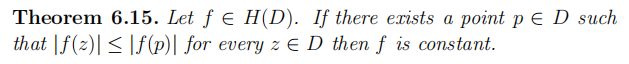 Theorem 6.15. Let f ∈ H(D). If there exists a point p ∈ D such
that |f(z)| ≤ |f(p)| for every z ∈ D then f is constant.